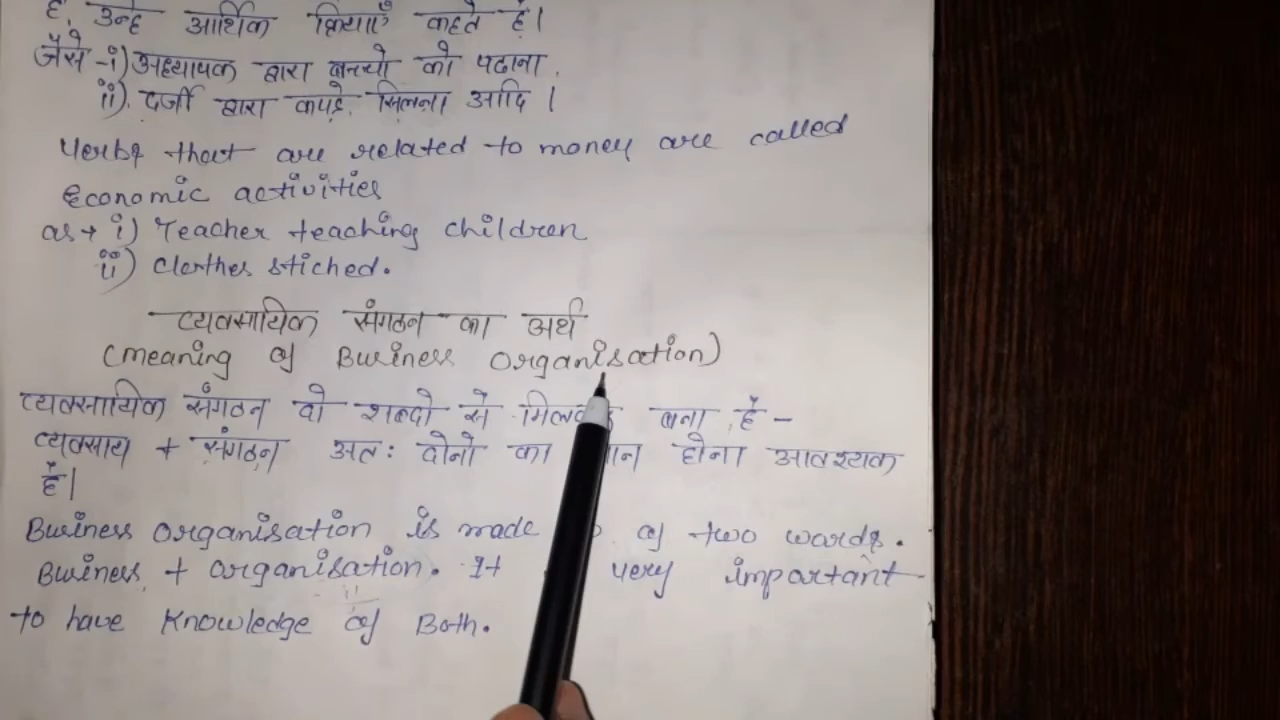 हैं, उन्हे आर्थिक क्रियाएँ कहते हैं।
जैसे -i) अध्यापक द्वारा बच्चो को पढाना.
ii). दर्जी द्वारा कपड़े सिलना आदि ।
Verbs that are related to money are called
Economic activities
as → i) Teacher teaching children
ii) Clothes stiched.
व्यवसायिक संगठन का अर्थ
(meaning of Business Organisation)
व्यवसायिक संगठन दो शब्दो से मिलकर बना है -
व्यवसाय + संगठन अत: दोनो का होना आवश्यक
है।
Business Organisation is made of two words.
Business + Organisation. It very important
to have Knowledge of Both.